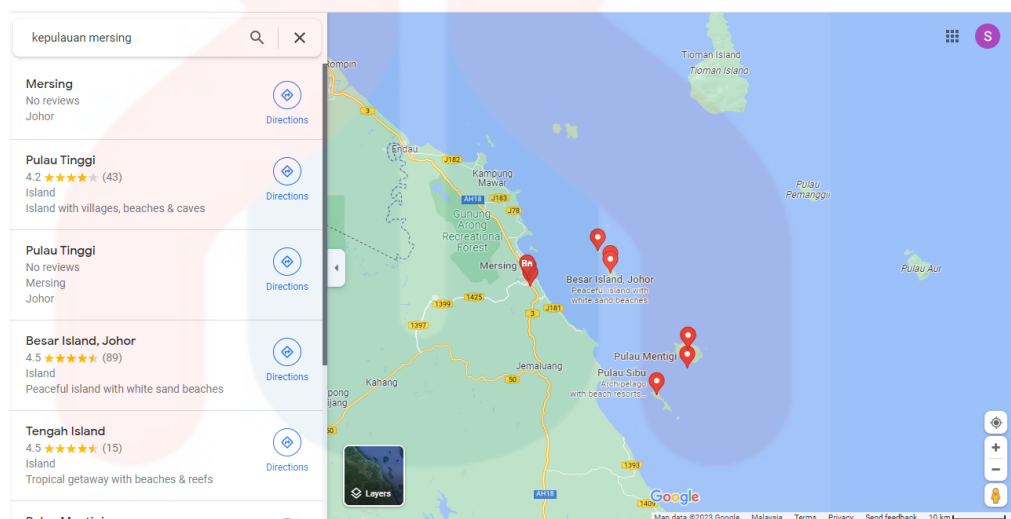 kepulauan mersing
Mersing
No reviews
Johor
Directions
Pulau Tinggi
4.2 ★★★★★ (43)
Island
Island with villages, beaches & caves
Directions
Pulau Tinggi
No reviews
Mersing
Johor
Directions
Besar Island, Johor
4.5 ★★★★★ (89)
Island
Peaceful island with white sand beaches
Directions
Tengah Island
4.5 ★★★★★ (15)
Island
Tropical getaway with beaches & reefs
Directions
S
Tioman Island
Tioman Island
Rompin
3
Endau
J182
Kampung
Mawar
AH18
J183
J78
Gunung
Arong
Recreational
Forest
Pulau
Pemanggil
Mersing
Besar Island, Johor
Peaceful island with
white sand beaches
Pulau Aur
1399
1425
3
J181
1397
Pulau Mentigi
Pulau Sibu
Archipelago
with beach resorts...
Jemaluang
50
Kahang
1393
AH18
Layers
Google
Map data ©2023 Google
Malaysia
Terms
Privacy
Send feedback
10 km